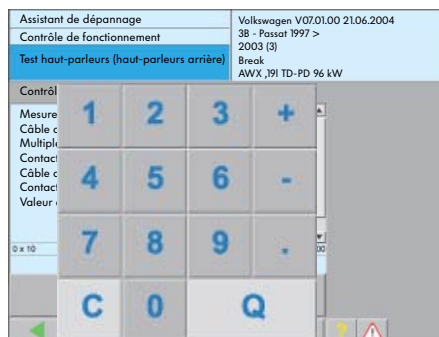 Assistant de dépannage
Contrôle de fonctionnement
Test haut-parleurs (haut-parleurs arrière)
Volkswagen V07.01.00 21.06.2004
3B - Passat 1997 >
2003 (3)
Break
AWX ,19l TD-PD 96 kW
Contrôl
Mesure
Câble
Multiple
Contact
Câble
Contact
Valeur
0 x 10
1 2 3 +
4 5 6 -
7 8 9 .
C 0 Q
?